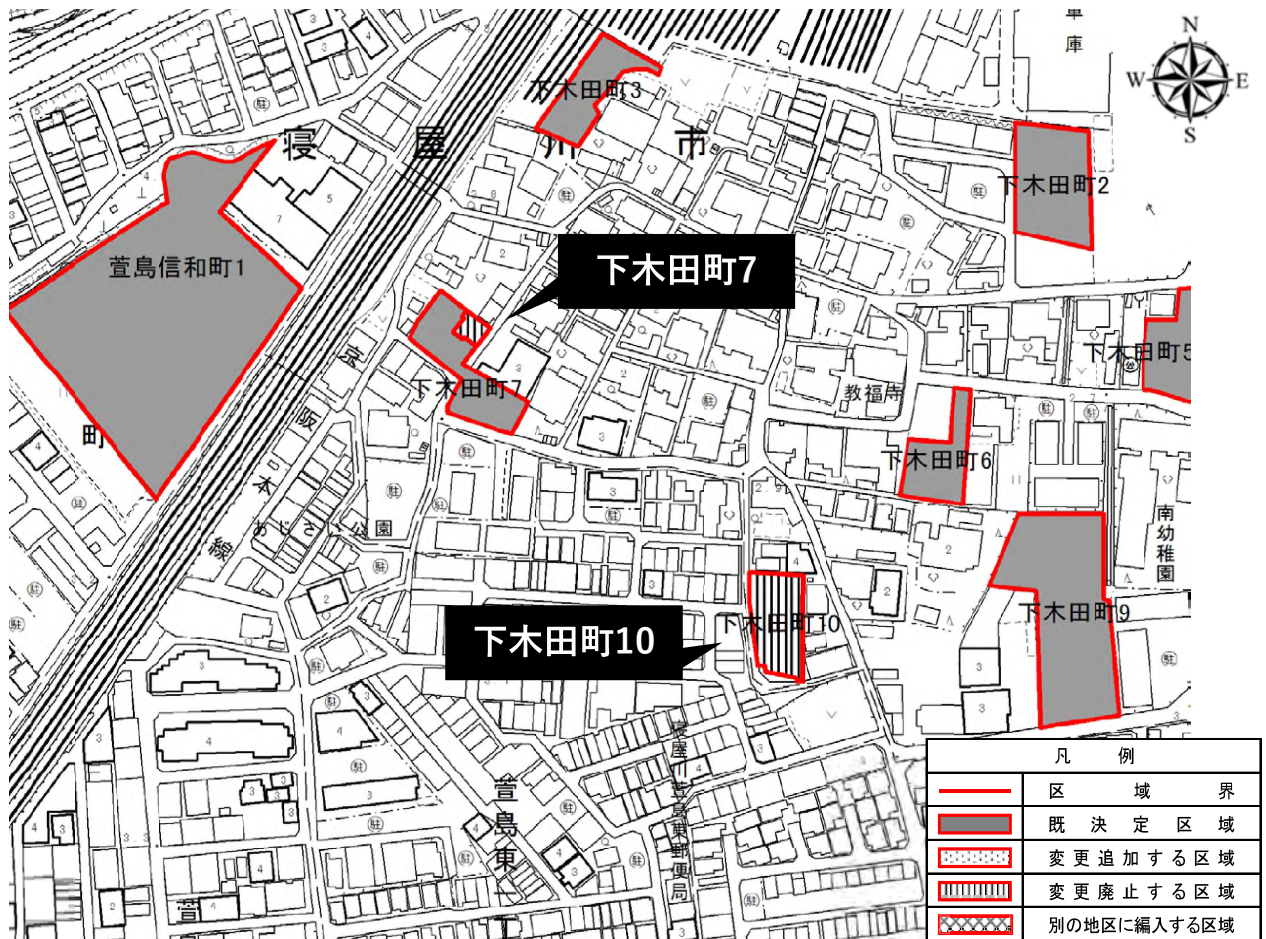 車庫
N
W
E
S
下木田町3
寝屋川市
下木田町2
萱島信和町1
下木田町7
下木田町7
下木田町5
教福寺
下木田町6
京阪本線
町
あじさい公園
南幼稚園
下木田町10
下木田町10
下木田町9
寝屋川萱島東郵便局
萱島東
萱
凡例
区域界
既決定区域
変更追加する区域
変更廃止する区域
別の地区に編入する区域